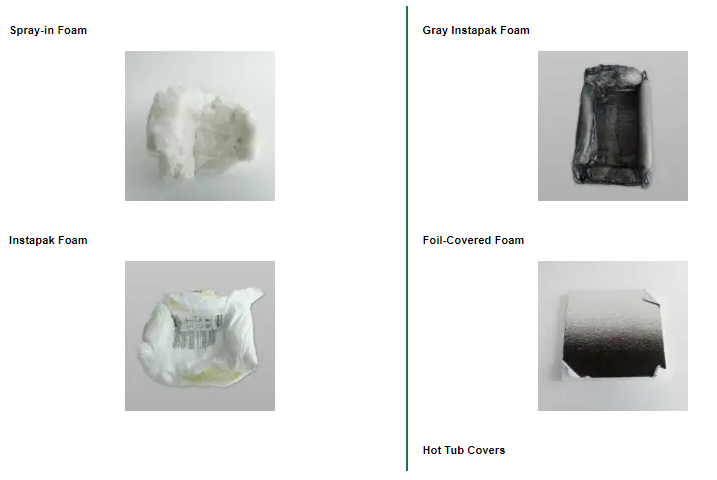 Spray-in Foam
Instapak Foam
Gray Instapak Foam
Foil-Covered Foam
Hot Tub Covers